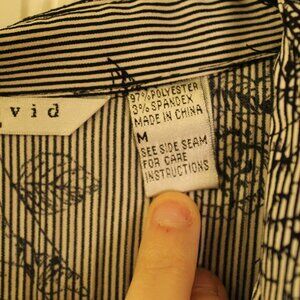 vid
97% POLYESTER
3% SPANDEX
MADE IN CHINA
M
SEE SIDE SEAM
FOR CARE
INSTRUCTIONS